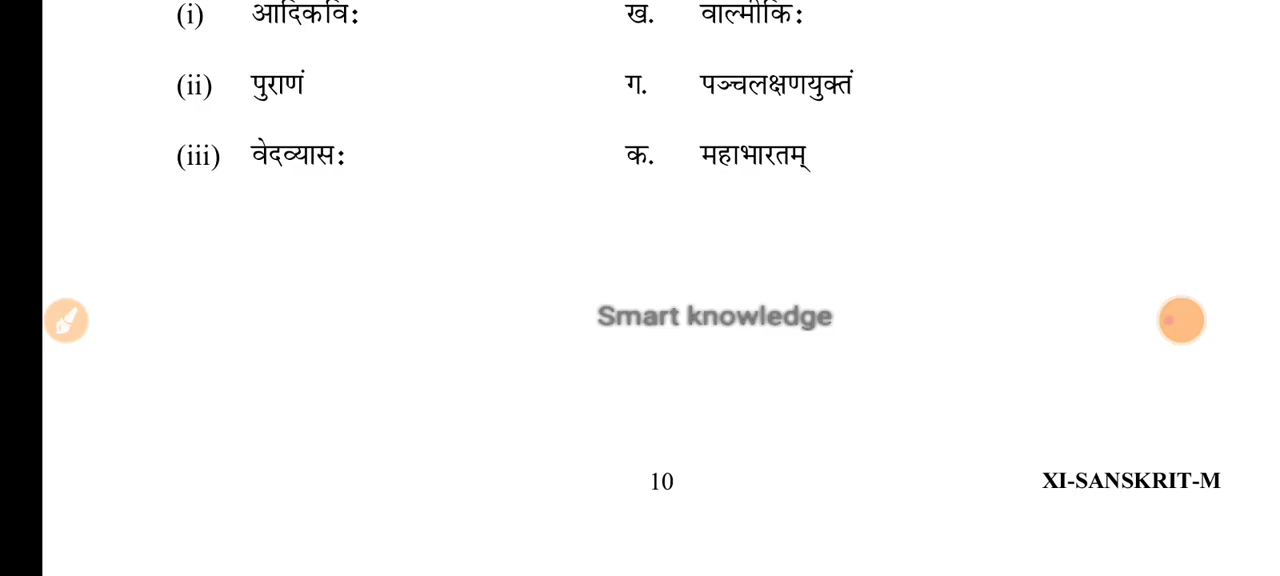 (i) आदिकवि: ख. वाल्मीकि:
(ii) पुराणं ग. पञ्चलक्षणयुक्तं
(iii) वेदव्यास: क. महाभारतम्
Smart knowledge
10 XI-SANSKRIT-M